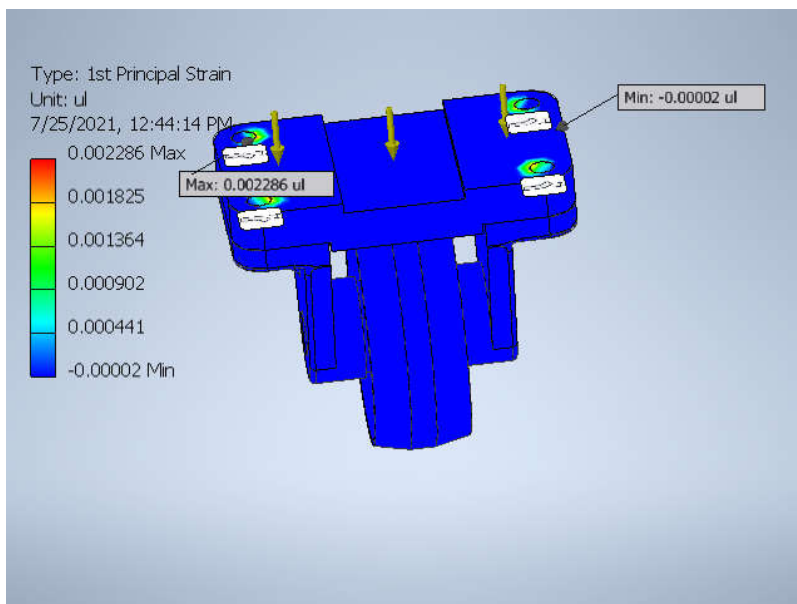 Type: 1st Principal Strain
Unit: ul
7/25/2021, 12:44:14 PM
0.002286 Max
0.001825
0.001364
0.000902
0.000441
-0.00002 Min
Min: -0.00002 ul
Max: 0.002286 ul